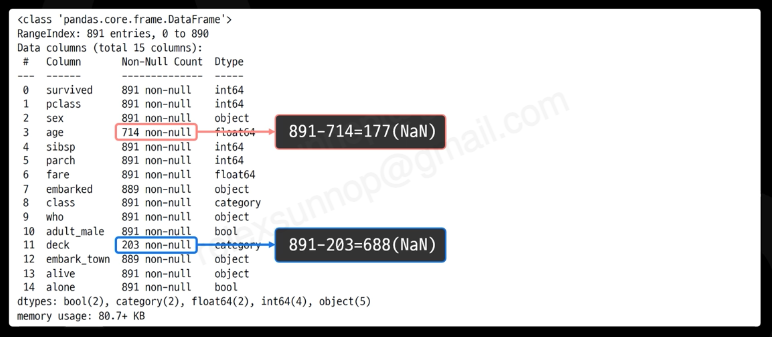 <class 'pandas.core.frame.DataFrame'>
RangeIndex: 891 entries, 0 to 890
Data columns (total 15 columns):
 #   Column       Non-Null Count  Dtype
---  ------       --------------  -----
 0   survived     891 non-null    int64
 1   pclass       891 non-null    int64
 2   sex          891 non-null    object
 3   age          714 non-null    float64    891-714=177(NaN)
 4   sibsp        891 non-null    int64
 5   parch        891 non-null    int64
 6   fare         891 non-null    float64
 7   embarked     889 non-null    object
 8   class        891 non-null    category
 9   who          891 non-null    object
 10  adult_male   891 non-null    bool
 11  deck         203 non-null    category    891-203=688(NaN)
 12  embark_town  889 non-null    object
 13  alive        891 non-null    object
 14  alone        891 non-null    bool
dtypes: bool(2), category(2), float64(2), int64(4), object(5)
memory usage: 80.7+ KB